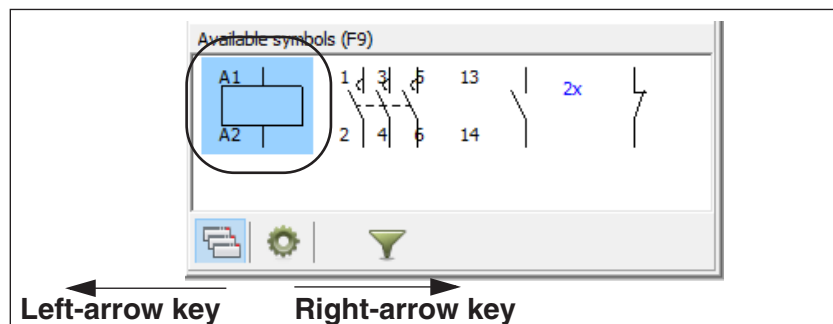 Available symbols (F9)
A1 1 3 5 13 2x
A2 2 4 6 14
Left-arrow key Right-arrow key